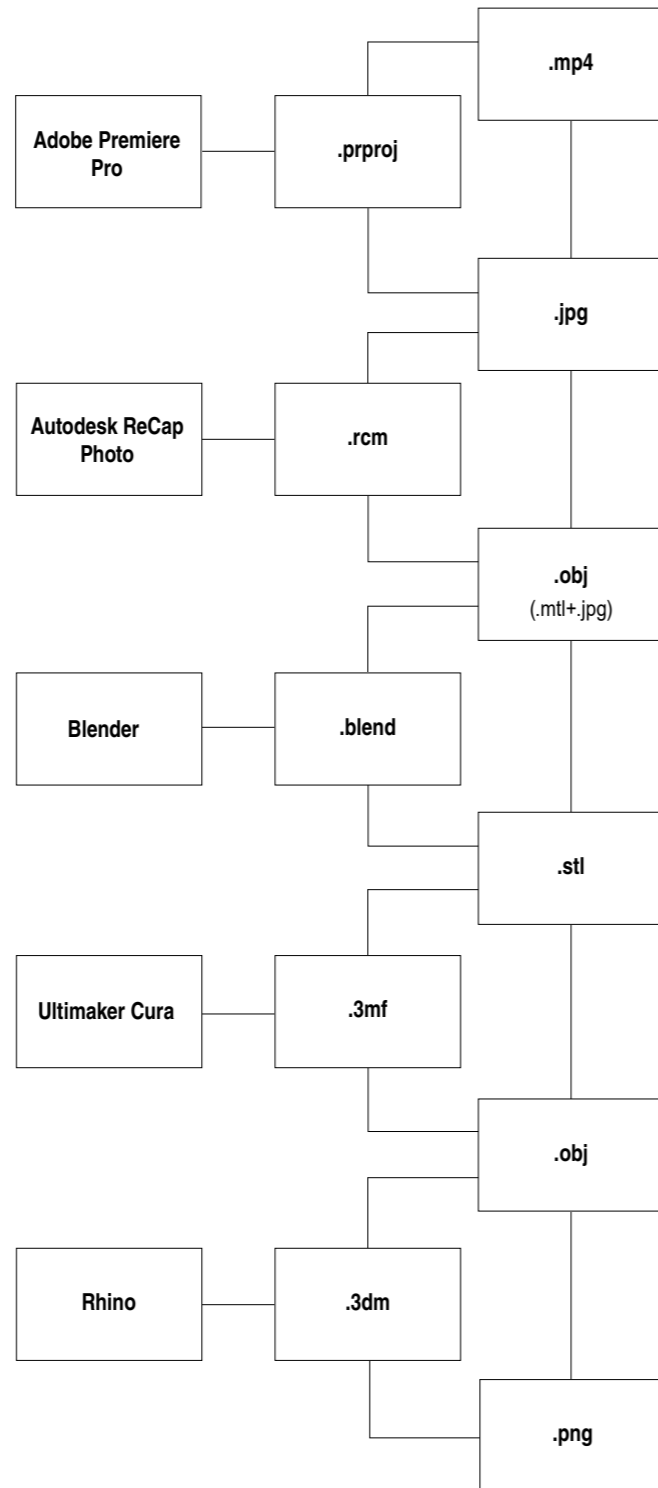 .mp4
Adobe Premiere
Pro
.prproj
.jpg
Autodesk ReCap
Photo
.rcm
.obj
(.mtl+.jpg)
Blender
.blend
.stl
Ultimaker Cura
.3mf
.obj
Rhino
.3dm
.png